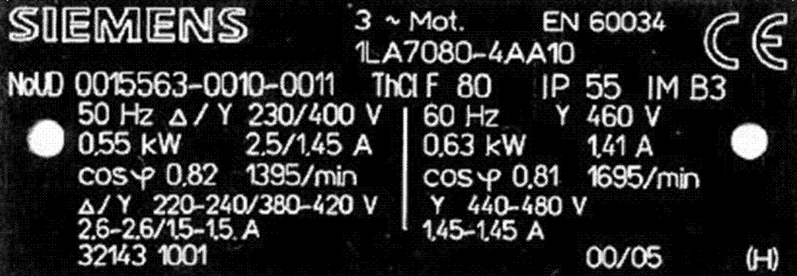 SIEMENS 3 ~ Mot. EN 60034 CE
1LA7080-4AA10
NoUD 0015563-0010-0011 ThCl F 80 IP 55 IM B3
50 Hz Δ/Y 230/400 V 60 Hz Y 460 V
0,55 kW 2.5/1,45 A 0,63 kW 1,41 A
cosφ 0,82 1395/min cosφ 0,81 1695/min
Δ/Y 220-240/380-420 V Y 440-480 V
2.6-2.6/1.5-1.5 A 1,45-1,45 A
32143 1001 00/05 (H)